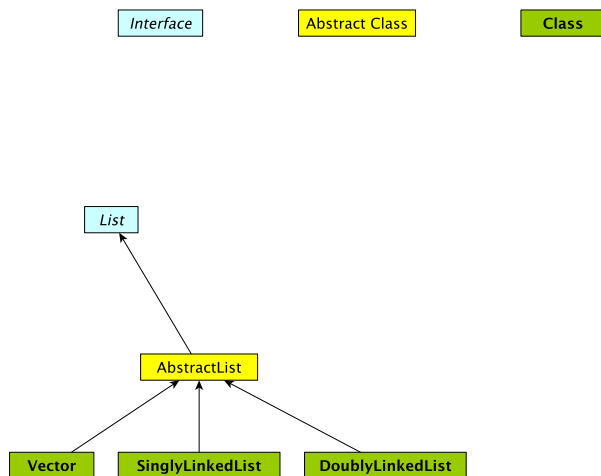 Interface Abstract Class Class
List
AbstractList
Vector SinglyLinkedList DoublyLinkedList